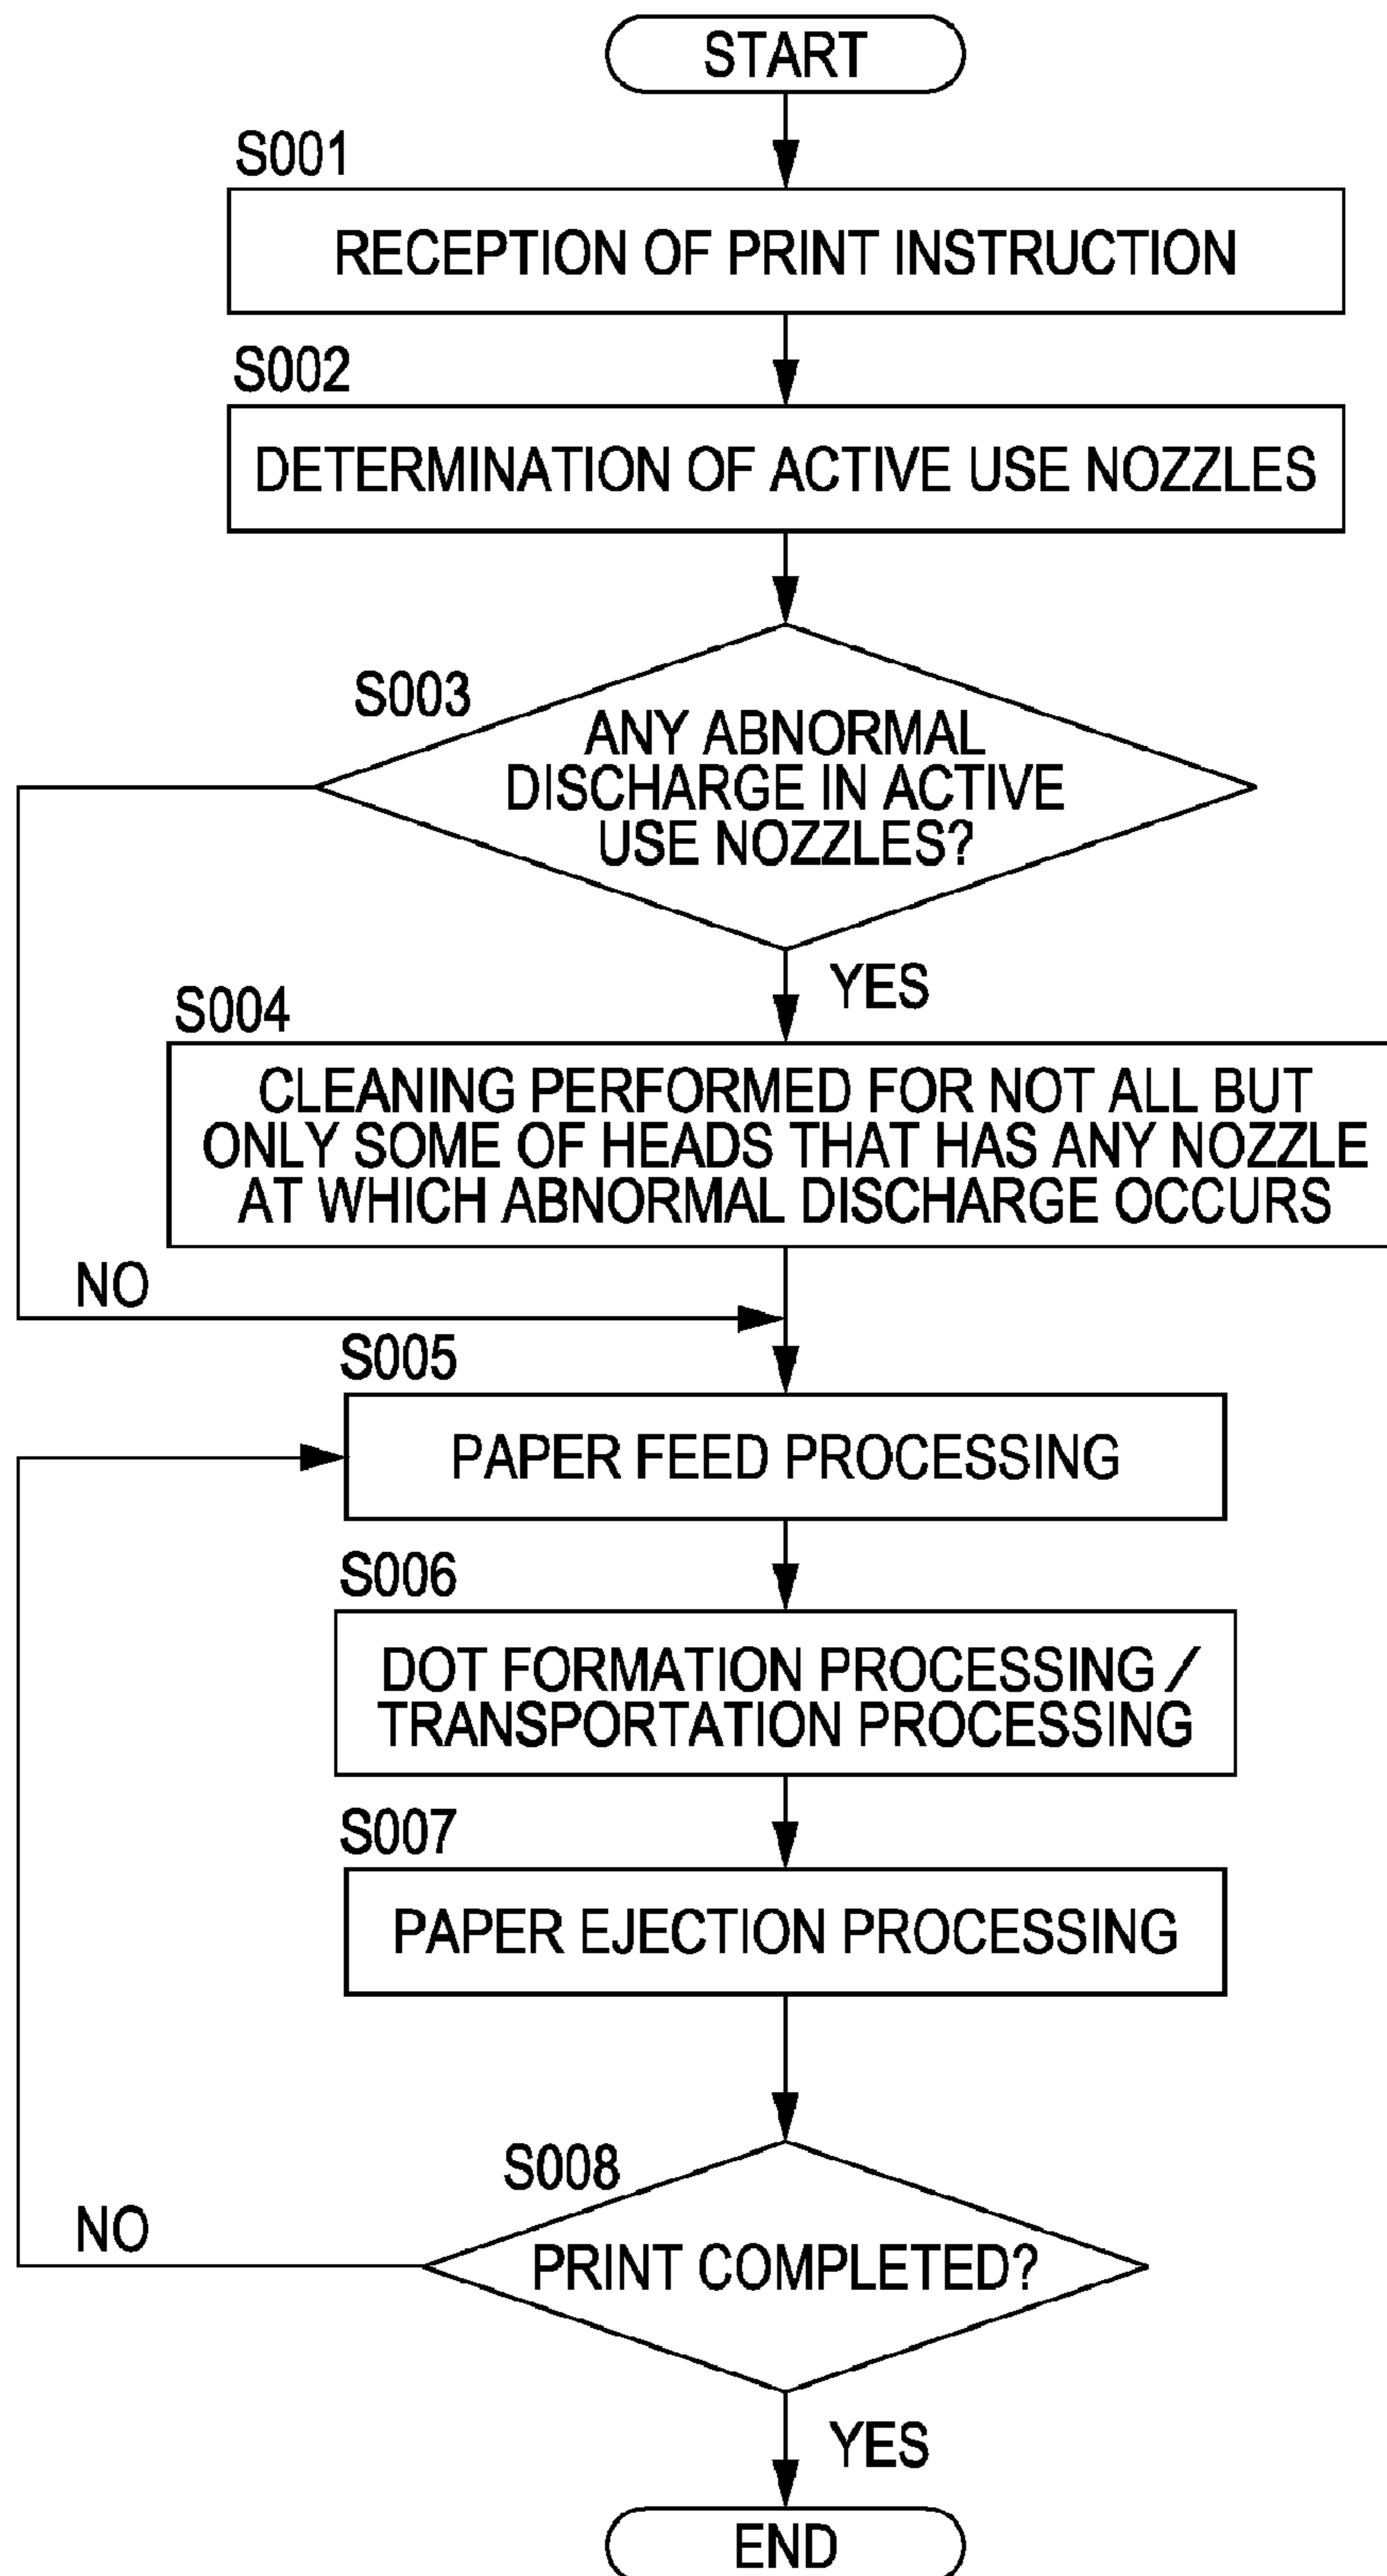 START
S001
RECEPTION OF PRINT INSTRUCTION
S002
DETERMINATION OF ACTIVE USE NOZZLES
S003
ANY ABNORMAL
DISCHARGE IN ACTIVE
USE NOZZLES?
YES
S004
CLEANING PERFORMED FOR NOT ALL BUT
ONLY SOME OF HEADS THAT HAS ANY NOZZLE
AT WHICH ABNORMAL DISCHARGE OCCURS
NO
S005
PAPER FEED PROCESSING
S006
DOT FORMATION PROCESSING /
TRANSPORTATION PROCESSING
S007
PAPER EJECTION PROCESSING
S008
NO
PRINT COMPLETED?
YES
END